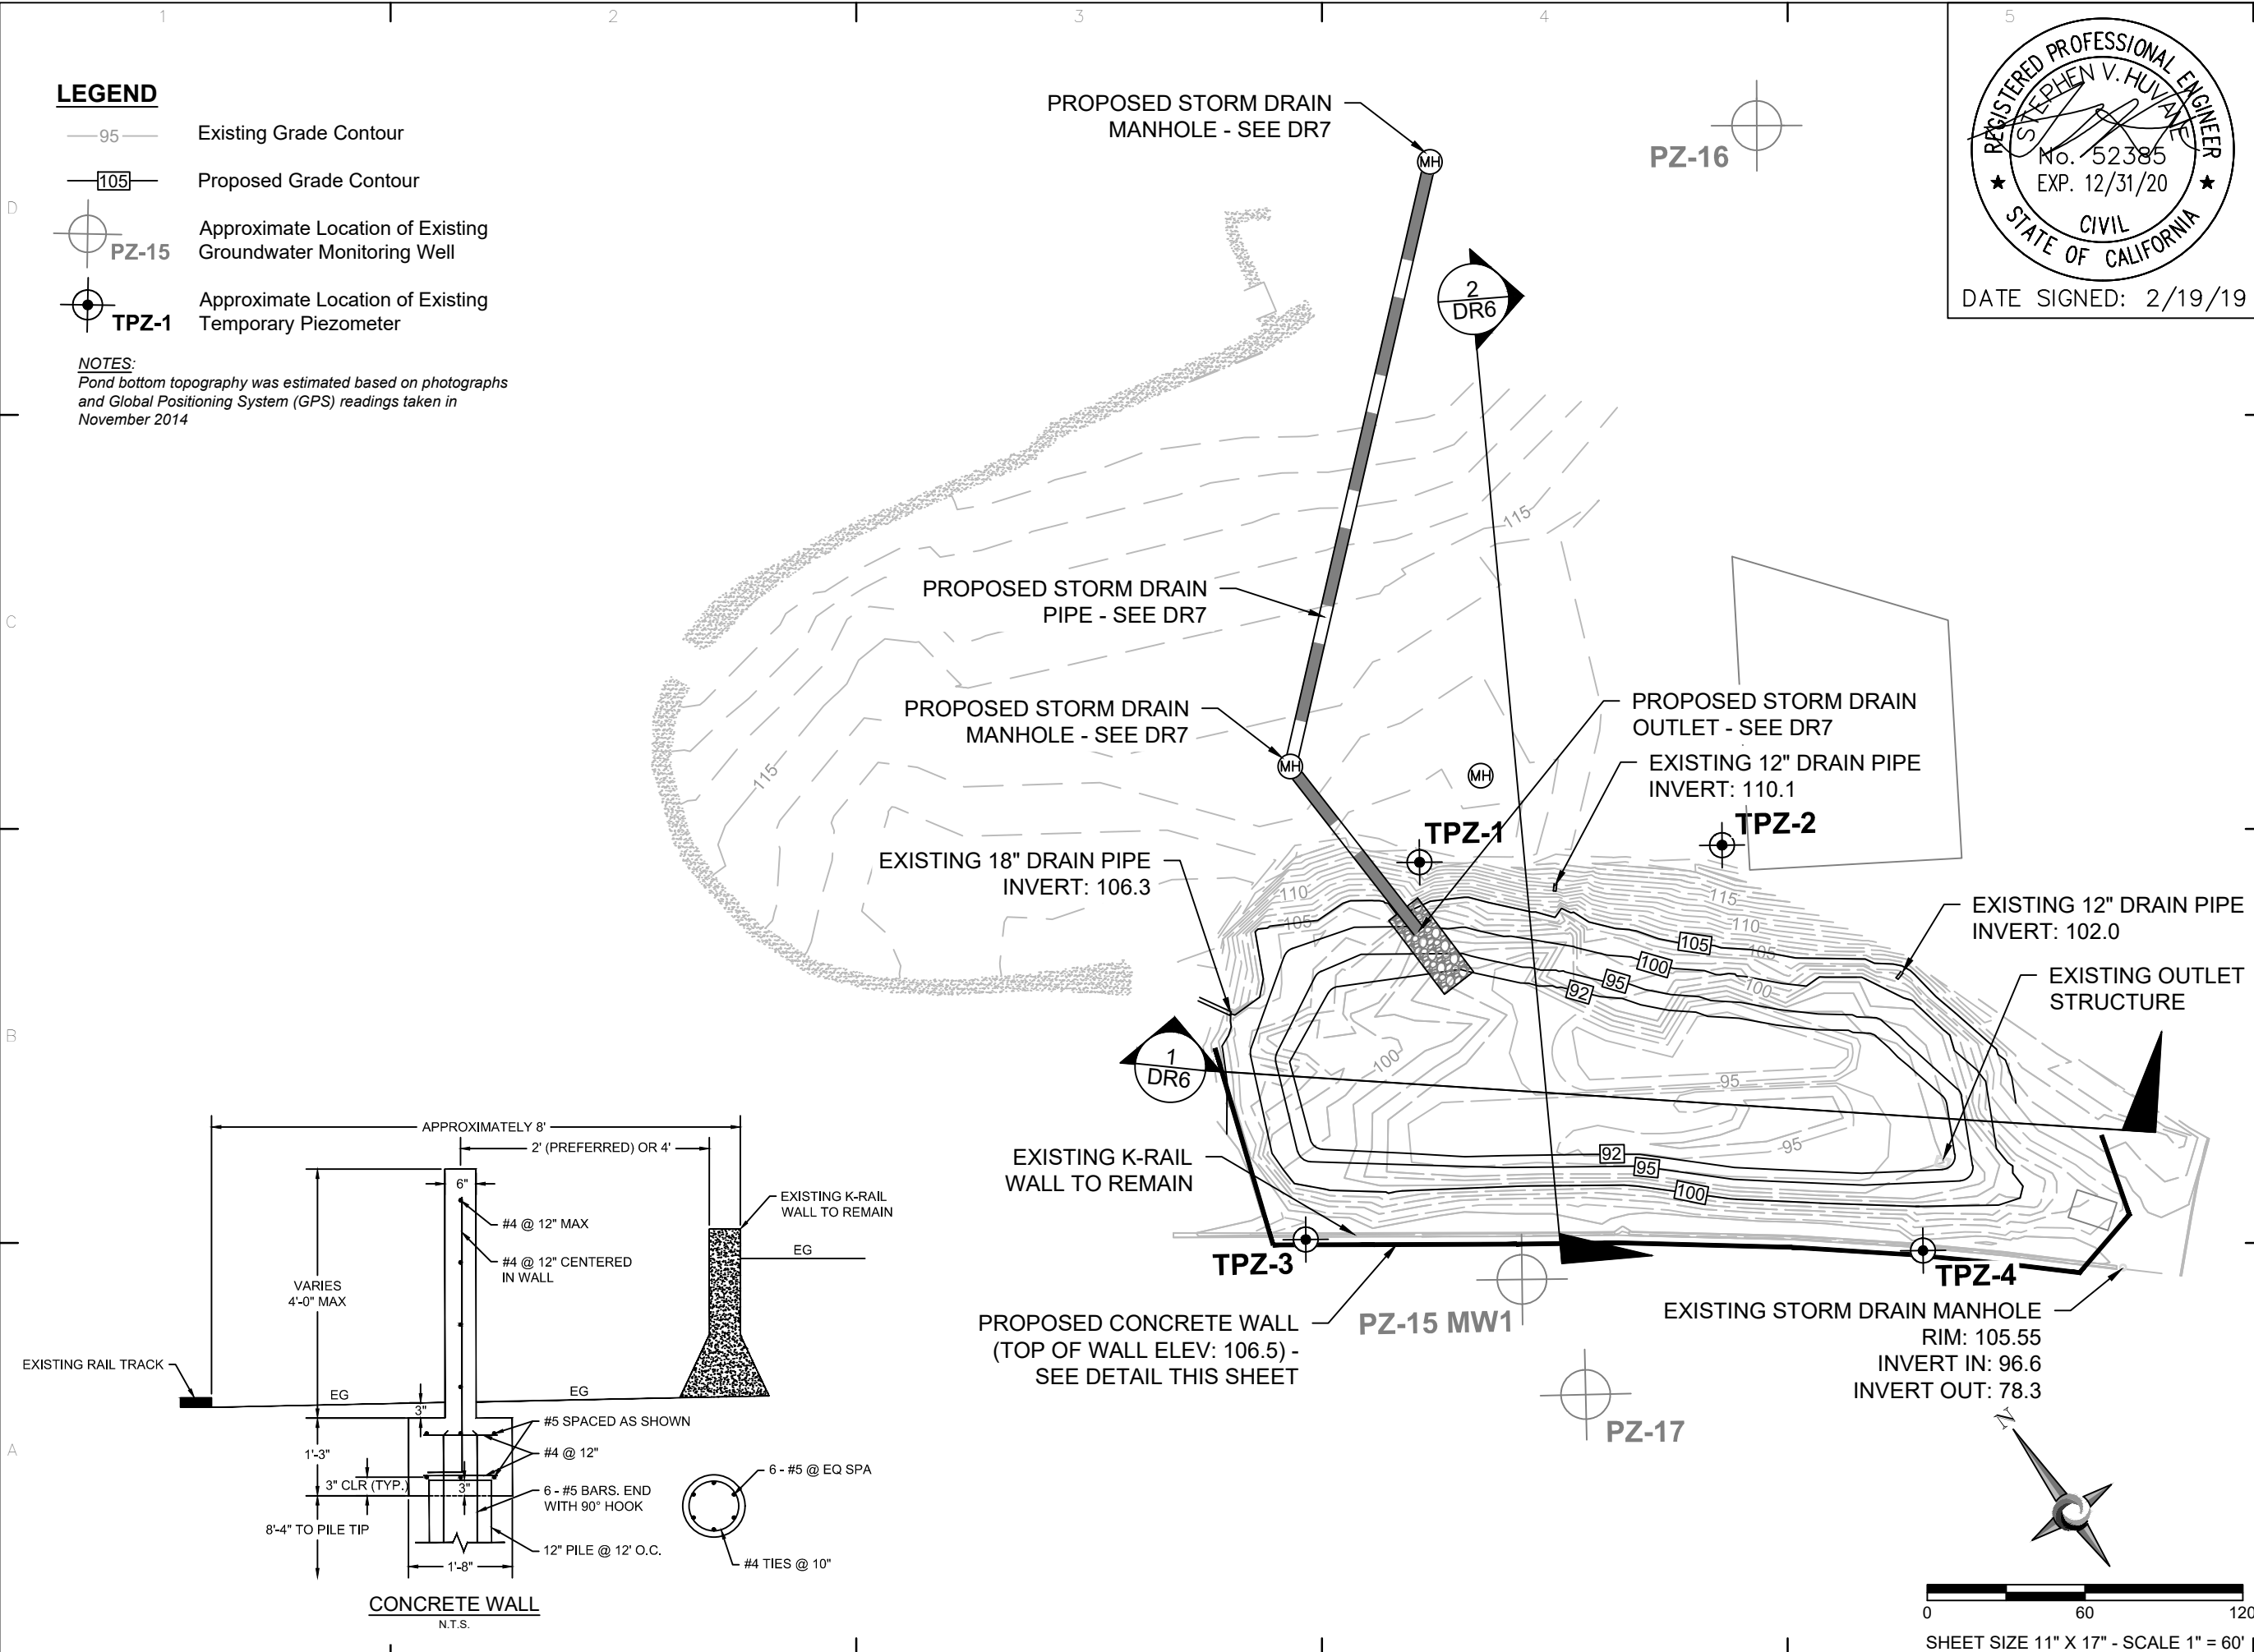 1
2
3
4
5
D
C
B
A
LEGEND
95
Existing Grade Contour
105
Proposed Grade Contour
PZ-15
Approximate Location of Existing
Groundwater Monitoring Well
TPZ-1
Approximate Location of Existing
Temporary Piezometer
NOTES:
Pond bottom topography was estimated based on photographs
and Global Positioning System (GPS) readings taken in
November 2014
REGISTERED PROFESSIONAL ENGINEER
STEPHEN V. HUVANE
No. 52385
EXP. 12/31/20
CIVIL
STATE OF CALIFORNIA
DATE SIGNED: 2/19/19
PROPOSED STORM DRAIN
MANHOLE - SEE DR7
MH
PZ-16
2
DR6
115
PROPOSED STORM DRAIN
PIPE - SEE DR7
PROPOSED STORM DRAIN
MANHOLE - SEE DR7
MH
MH
PROPOSED STORM DRAIN
OUTLET - SEE DR7
EXISTING 12" DRAIN PIPE
INVERT: 110.1
115
TPZ-1
TPZ-2
EXISTING 18" DRAIN PIPE
INVERT: 106.3
110
105
115
110
105
100
EXISTING 12" DRAIN PIPE
INVERT: 102.0
105
100
95
92
EXISTING OUTLET
STRUCTURE
1
DR6
100
95
95
92
95
100
EXISTING K-RAIL
WALL TO REMAIN
TPZ-3
TPZ-4
PROPOSED CONCRETE WALL
(TOP OF WALL ELEV: 106.5) -
SEE DETAIL THIS SHEET
PZ-15 MW1
PZ-17
EXISTING STORM DRAIN MANHOLE
RIM: 105.55
INVERT IN: 96.6
INVERT OUT: 78.3
APPROXIMATELY 8'
2' (PREFERRED) OR 4'
6"
EXISTING K-RAIL
WALL TO REMAIN
#4 @ 12" MAX
#4 @ 12" CENTERED
IN WALL
EG
VARIES
4'-0" MAX
EXISTING RAIL TRACK
EG
EG
3"
#5 SPACED AS SHOWN
#4 @ 12"
1'-3"
3" CLR (TYP.)
3"
6 - #5 BARS. END
WITH 90° HOOK
8'-4" TO PILE TIP
12" PILE @ 12' O.C.
1'-8"
6 - #5 @ EQ SPA
#4 TIES @ 10"
CONCRETE WALL
N.T.S.
N
0
60
120
SHEET SIZE 11" X 17" - SCALE 1" = 60'